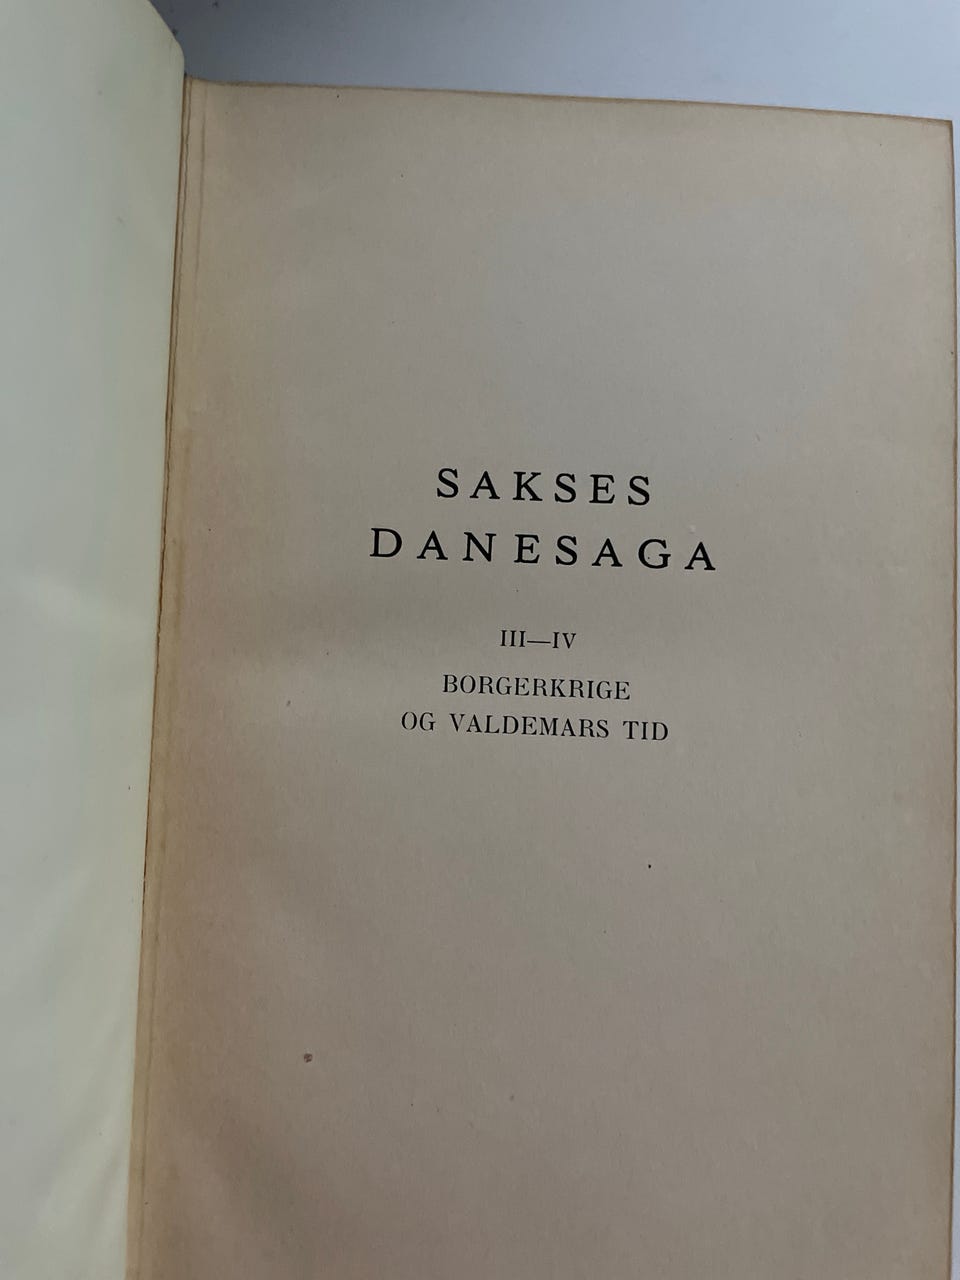 SAKSES
DANESAGA
III—IV
BORGERKRIGE
OG VALDEMARS TID